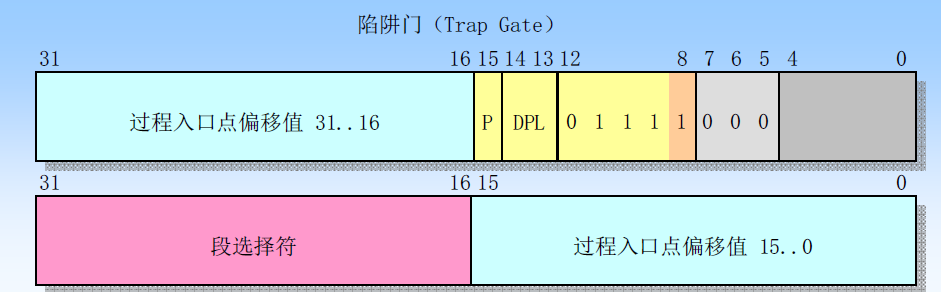 陷阱门（Trap Gate）
31 16 15 14 13 12 8 7 6 5 4 0
过程入口点偏移值 31..16 P DPL 0 1 1 1 1 0 0 0
31 16 15 0
段选择符 过程入口点偏移值 15..0